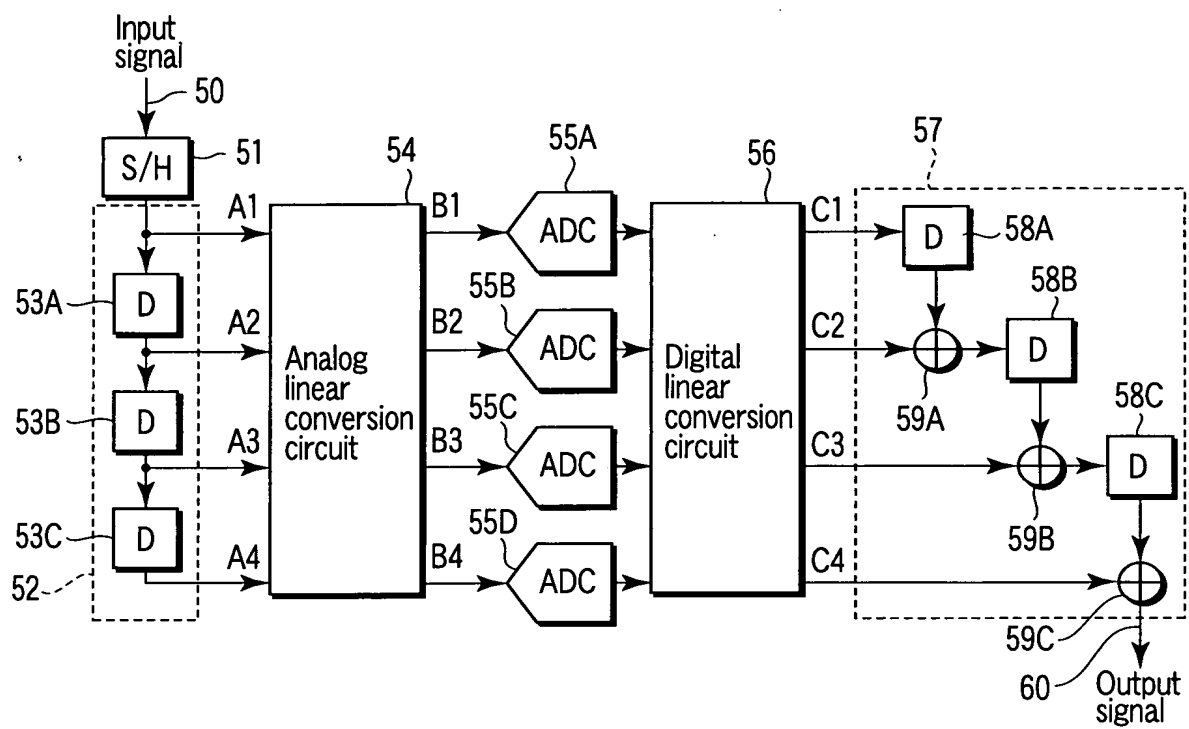 Input
signal
50
S/H
51
52
53A
D
53B
D
53C
D
A1
A2
A3
A4
54
Analog
linear
conversion
circuit
B1
B2
B3
B4
55A
ADC
55B
ADC
55C
ADC
55D
ADC
56
Digital
linear
conversion
circuit
C1
C2
C3
C4
57
D
58A
58B
D
59A
58C
D
59B
59C
60
Output
signal